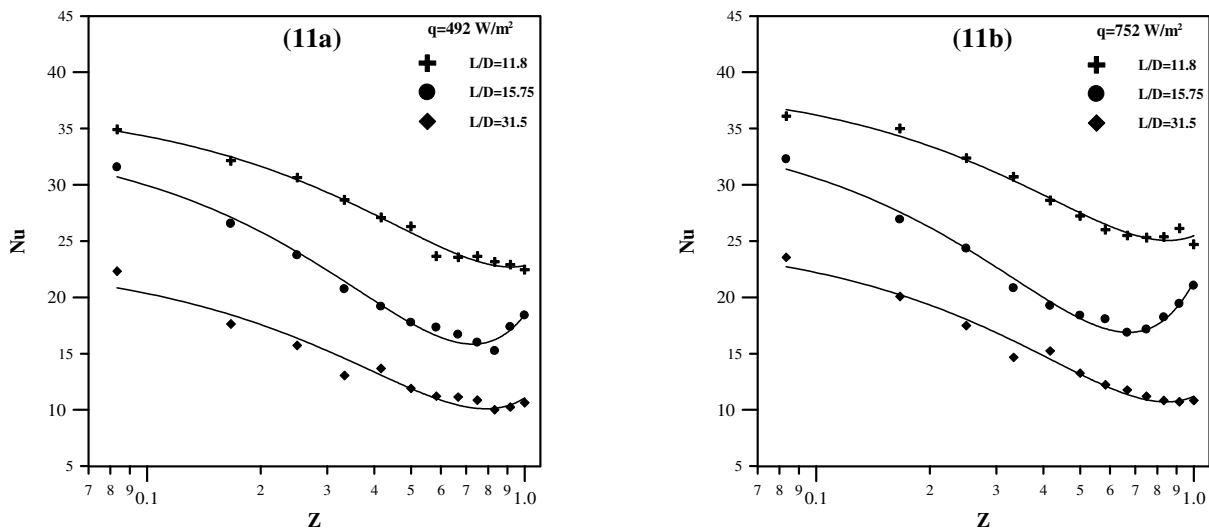 45
40
35
30
25
20
15
10
5
Nu
(11a)
q=492 W/m²
L/D=11.8
L/D=15.75
L/D=31.5
7 8 9 0.1 2 3 4 5 6 7 8 9 1.0
Z
45
40
35
30
25
20
15
10
5
Nu
(11b)
q=752 W/m²
L/D=11.8
L/D=15.75
L/D=31.5
7 8 9 0.1 2 3 4 5 6 7 8 9 1.0
Z